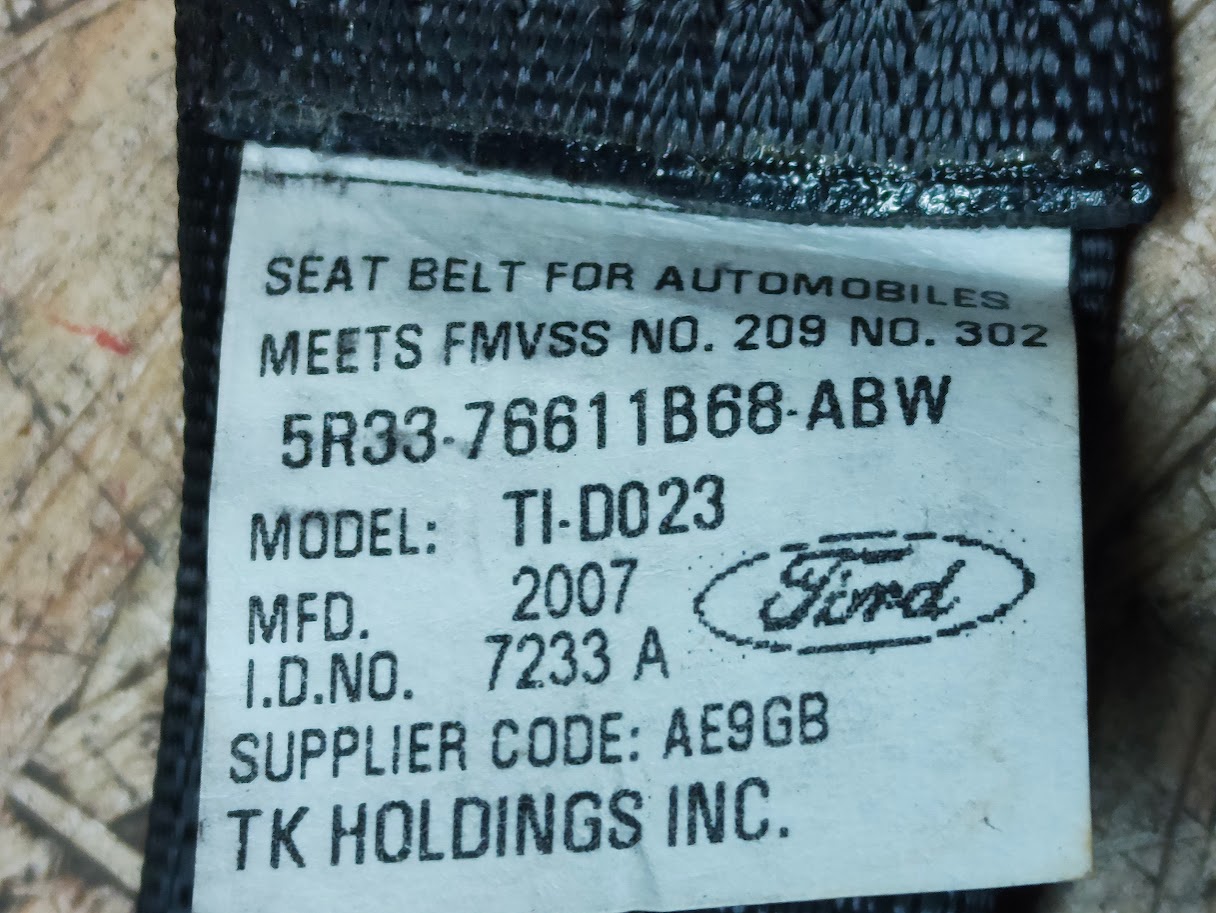 SEAT BELT FOR AUTOMOBILES
MEETS FMVSS NO. 209 NO. 302
5R33-76611B68-ABW
MODEL: TI-D023
MFD. 2007
Ford
I.D.NO. 7233 A
SUPPLIER CODE: AE9GB
TK HOLDINGS INC.